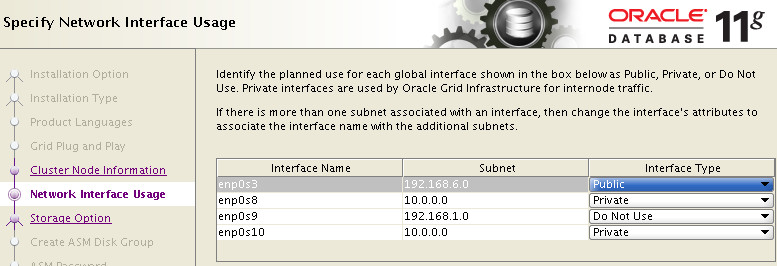 Specify Network Interface Usage
ORACLE
DATABASE 11g
Installation Option
Installation Type
Product Languages
Grid Plug and Play
Cluster Node Information
Network Interface Usage
Storage Option
Create ASM Disk Group
ASM Password
Identify the planned use for each global interface shown in the box below as Public, Private, or Do Not
Use. Private interfaces are used by Oracle Grid Infrastructure for internode traffic.
If there is more than one subnet associated with an interface, then change the interface's attributes to
associate the interface name with the additional subnets.
Interface Name Subnet Interface Type
enp0s3 192.168.6.0 Public
enp0s8 10.0.0.0 Private
enp0s9 192.168.1.0 Do Not Use
enp0s10 10.0.0.0 Private